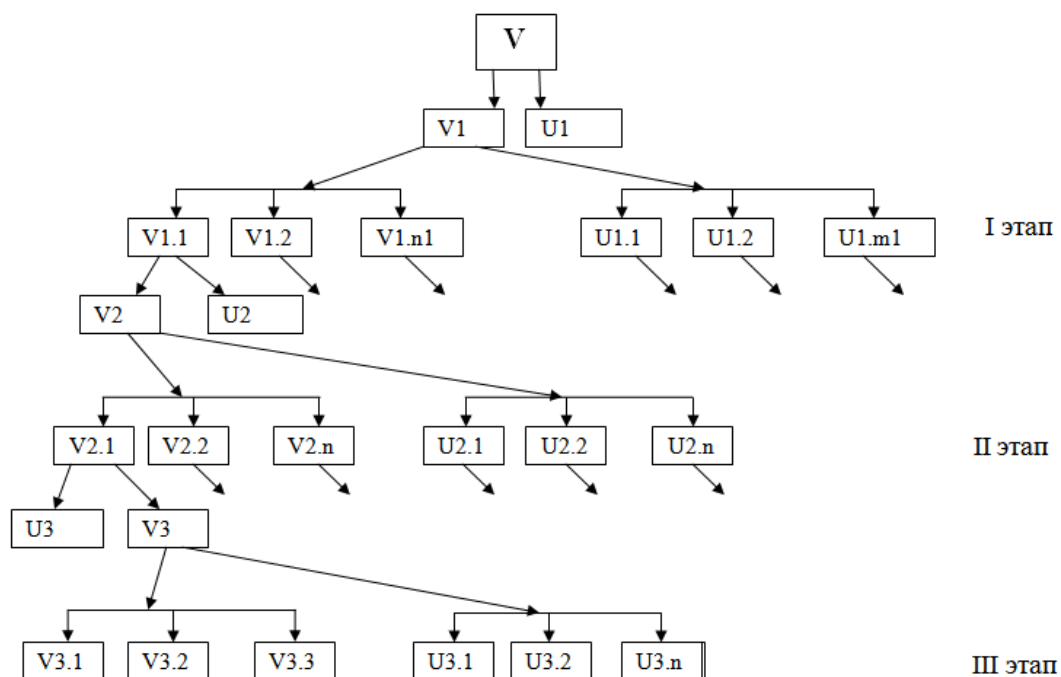 V
V1 U1
V1.1 V1.2 V1.n1 U1.1 U1.2 U1.m1 I этап
V2 U2
V2.1 V2.2 V2.n U2.1 U2.2 U2.n II этап
U3 V3
V3.1 V3.2 V3.3 U3.1 U3.2 U3.n III этап